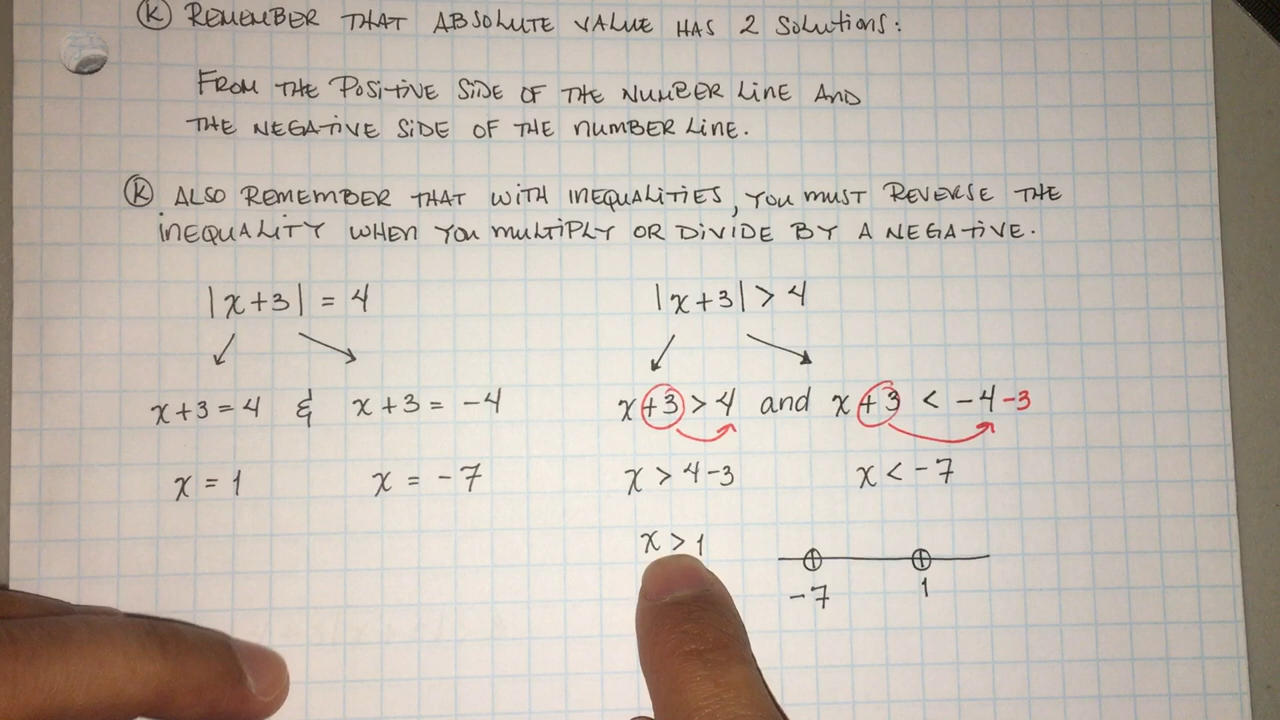 Ⓚ REMEMBER THAT ABSOLUTE VALUE HAS 2 SOLUTIONS:
FROM THE POSITIVE SIDE OF THE NUMBER LINE AND
THE NEGATIVE SIDE OF THE NUMBER LINE.
Ⓚ ALSO REMEMBER THAT WITH INEQUALITIES, YOU MUST REVERSE THE
INEQUALITY WHEN YOU MULTIPLY OR DIVIDE BY A NEGATIVE.
|x+3| = 4
|x+3| > 4
x+3=4 & x+3=-4
x+3>4 and x+3 < -4-3
x = 1
x = -7
x > 4-3
x < -7
x > 1
-7
1